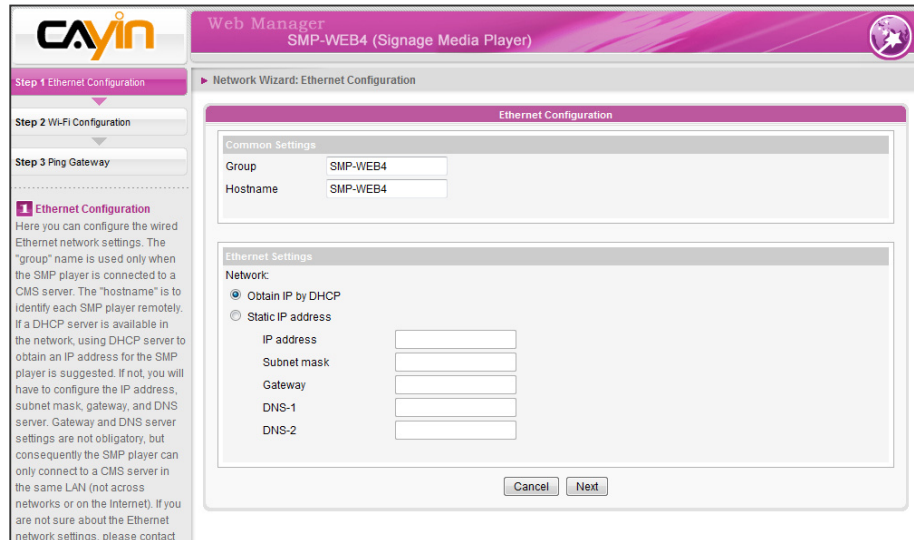 CAYIN
Web Manager
SMP-WEB4 (Signage Media Player)
Step 1 Ethernet Configuration
Step 2 Wi-Fi Configuration
Step 3 Ping Gateway
1 Ethernet Configuration
Here you can configure the wired
Ethernet network settings. The
"group" name is used only when
the SMP player is connected to a
CMS server. The "hostname" is to
identify each SMP player remotely.
If a DHCP server is available in
the network, using DHCP server to
obtain an IP address for the SMP
player is suggested. If not, you will
have to configure the IP address,
subnet mask, gateway, and DNS
server. Gateway and DNS server
settings are not obligatory, but
consequently the SMP player can
only connect to a CMS server in
the same LAN (not across
networks or on the Internet). If you
are not sure about the Ethernet
network settings, please contact
Network Wizard: Ethernet Configuration
Ethernet Configuration
Common Settings
Group SMP-WEB4
Hostname SMP-WEB4
Ethernet Settings
Network:
Obtain IP by DHCP
Static IP address
IP address
Subnet mask
Gateway
DNS-1
DNS-2
Cancel Next